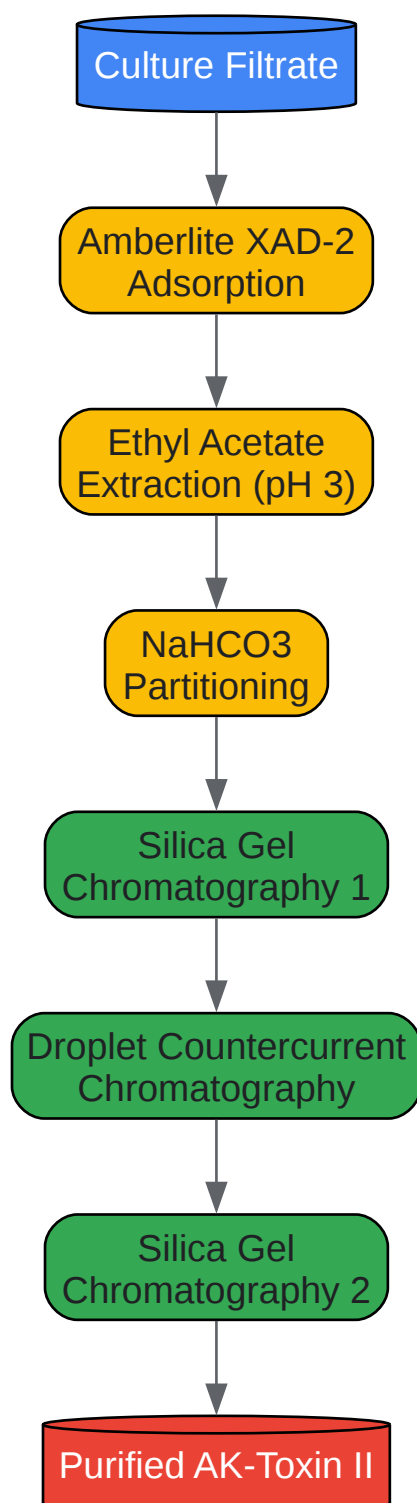 Culture Filtrate
Amberlite XAD-2
Adsorption
Ethyl Acetate
Extraction (pH 3)
NaHCO3
Partitioning
Silica Gel
Chromatography 1
Droplet Countercurrent
Chromatography
Silica Gel
Chromatography 2
Purified AK-Toxin II